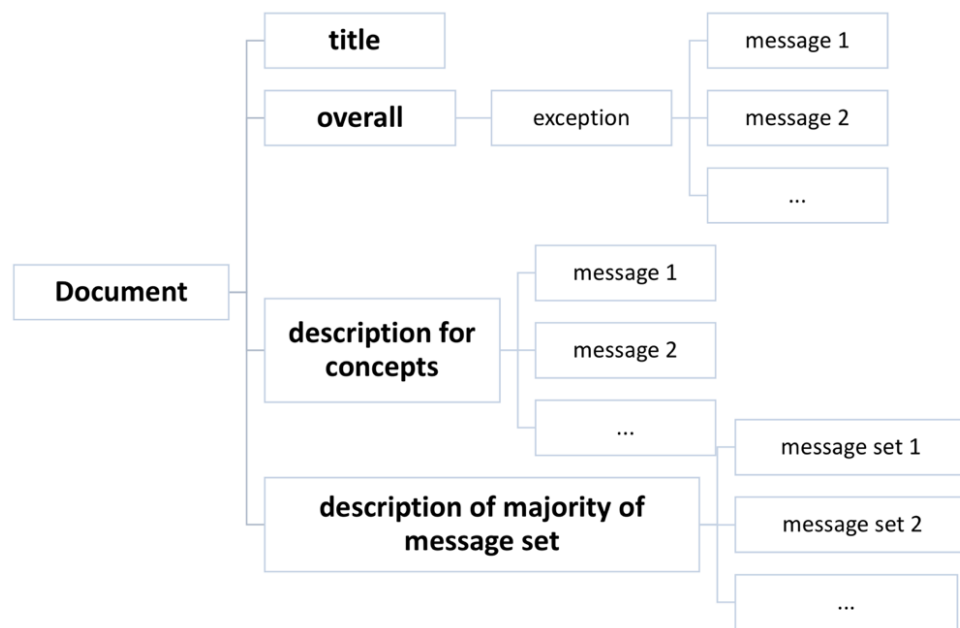 title
message 1
overall
exception
message 2
...
Document
description for
concepts
message 1
message 2
...
description of majority of
message set
message set 1
message set 2
...